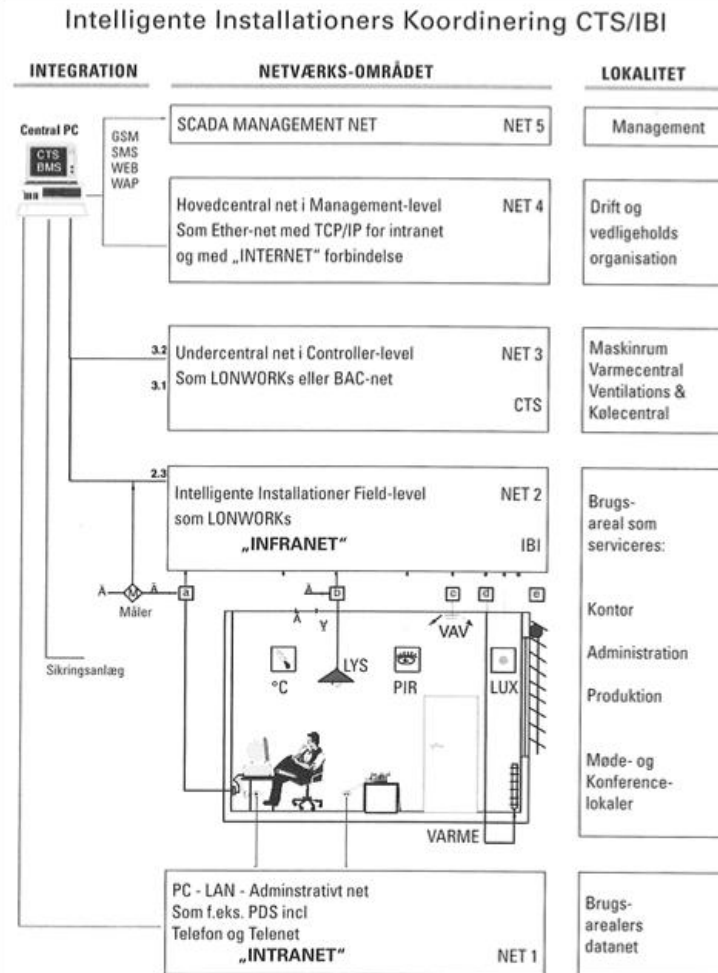 Intelligente Installationers Koordinering CTS/IBI
INTEGRATION
NETVÆRKS-OMRÅDET
LOKALITET
Central PC
CTS
BMS
GSM
SMS
WEB
WAP
SCADA MANAGEMENT NET NET 5
Management
Hovedcentral net i Management-level NET 4
Som Ether-net med TCP/IP for intranet
og med „INTERNET" forbindelse
Drift og
vedligeholds
organisation
3.2
3.1
Undercentral net i Controller-level NET 3
Som LONWORKs eller BAC-net
CTS
Maskinrum
Varmecentral
Ventilations &
Kølecentral
2.3
Intelligente Installationer Field-level NET 2
som LONWORKs
„INFRANET" IBI
Brugs-
areal som
serviceres:
Kontor
Administration
Produktion
Møde- og
Konference-
lokaler
M
Måler
a
b
c
d
e
Sikringsanlæg
°C
LYS
PIR
VAV
LUX
VARME
PC - LAN - Adminstrativt net
Som f.eks. PDS incl
Telefon og Telenet
„INTRANET" NET 1
Brugs-
arealers
datanet